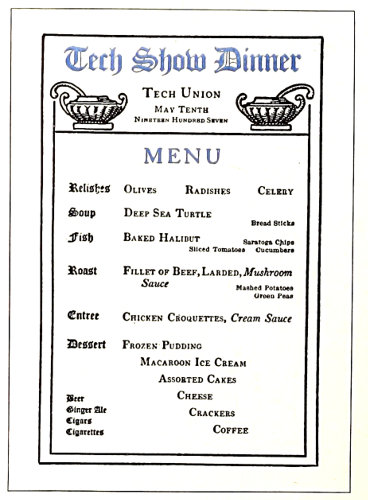 Tech Show Dinner
TECH UNION
MAY TENTH
NINETEEN HUNDRED SEVEN
MENU
Relishes OLIVES RADISHES CELERY
Soup DEEP SEA TURTLE
Bread Sticks
Fish BAKED HALIBUT Saratoga Chips
Sliced Tomatoes Cucumbers
Roast FILLET OF BEEF, LARDED, Mushroom
Sauce Mashed Potatoes
Green Peas
Entree CHICKEN CROQUETTES, Cream Sauce
Dessert FROZEN PUDDING
MACAROON ICE CREAM
ASSORTED CAKES
Beer CHEESE
Ginger Ale CRACKERS
Cigars
Cigarettes COFFEE